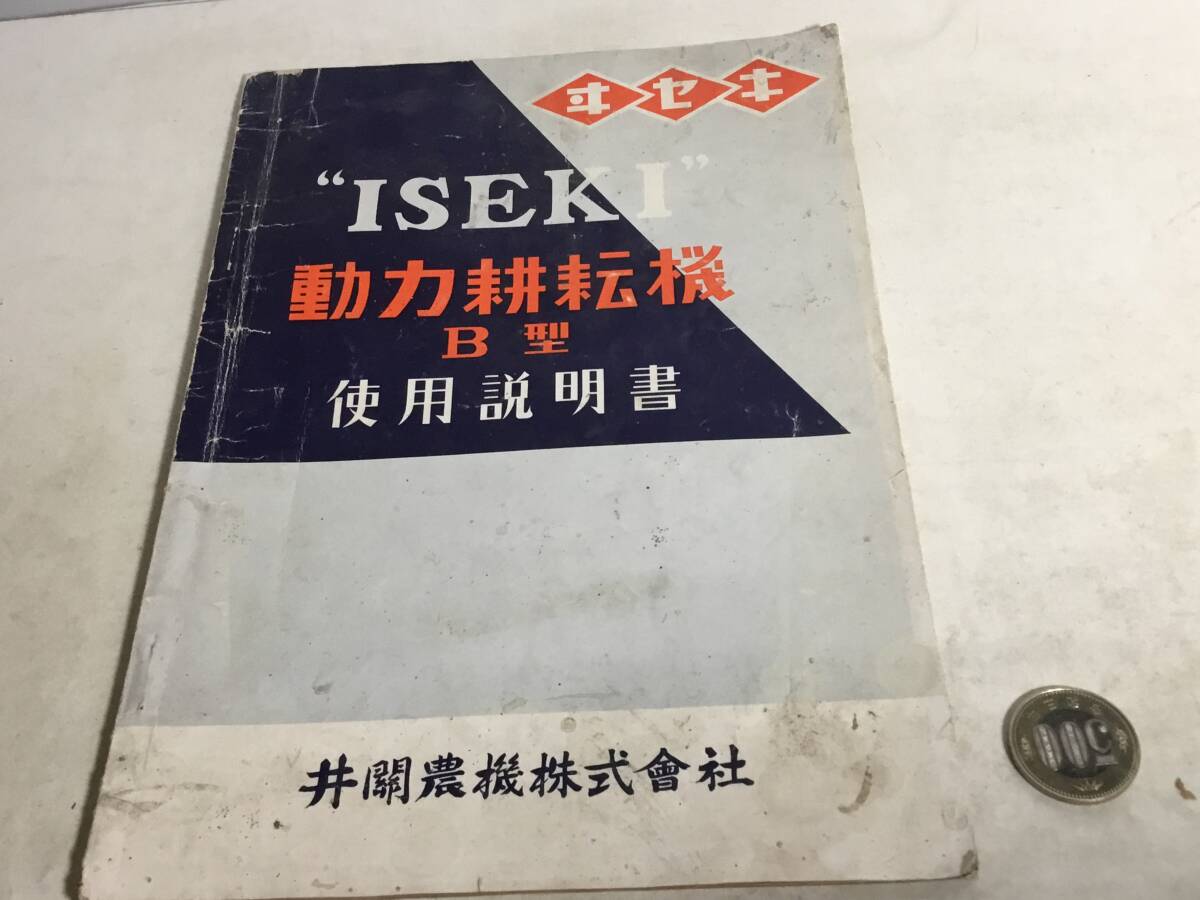 ヰセキ
“ISEKI”
動力耕耘機
B型
使用説明書
井關農機株式會社
500